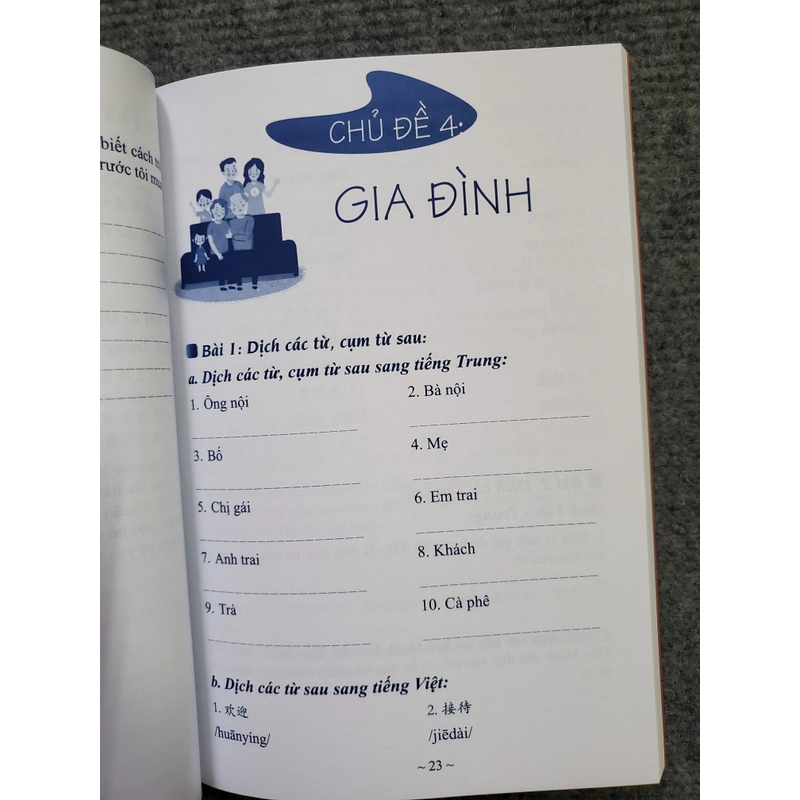 biết cách
rước tôi
CHỦ ĐỀ 4.
GIA ĐÌNH
Bài 1: Dịch các từ, cụm từ sau:
a. Dịch các từ, cụm từ sau sang tiếng Trung:
1. Ông nội
2. Bà nội
3. Bố
4. Mẹ
5. Chị gái
6. Em trai
7. Anh trai
8. Khách
9. Trà
10. Cà phê
b. Dịch các từ sau sang tiếng Việt:
1. 欢迎
2. 接待
/huānyíng/
/jiēdài/
~ 23 ~